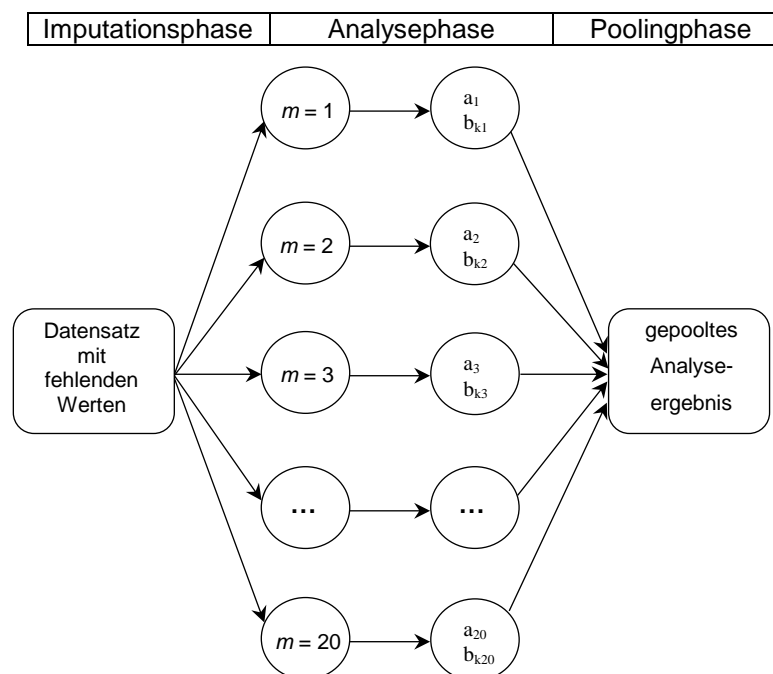 Imputationsphase Analysephase Poolingphase
m = 1
a1
bk1
m = 2
a2
bk2
Datensatz
mit
fehlenden
Werten
m = 3
a3
bk3
gepooltes
Analyse-
ergebnis
...
...
m = 20
a20
bk20